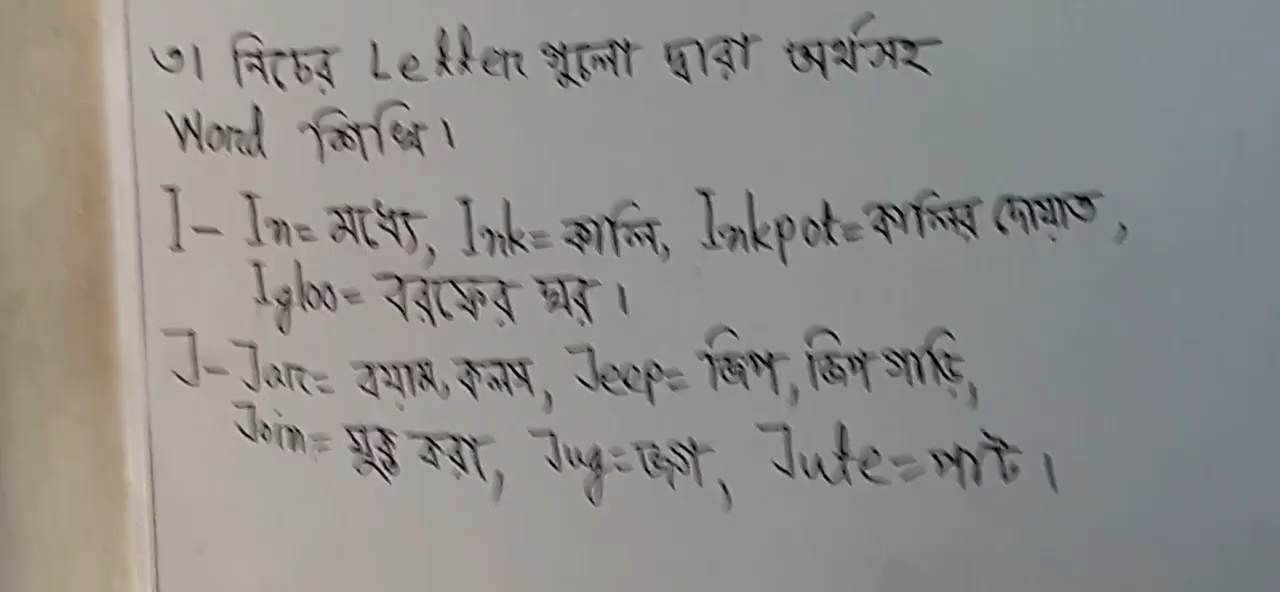 ৩। নিচের Letter গুলো দ্বারা অর্থসহ
Word লিখি।
I- In= মধ্যে, Ink= কালি, Inkpot= কালির দোয়াত,
Igloo= বরফের ঘর।
J- Jar= বয়াম, কলস, Jeep= জিপ, জিপ গাড়ি,
Join= যুক্ত করা, Jug= জগ, Jute= পাট।